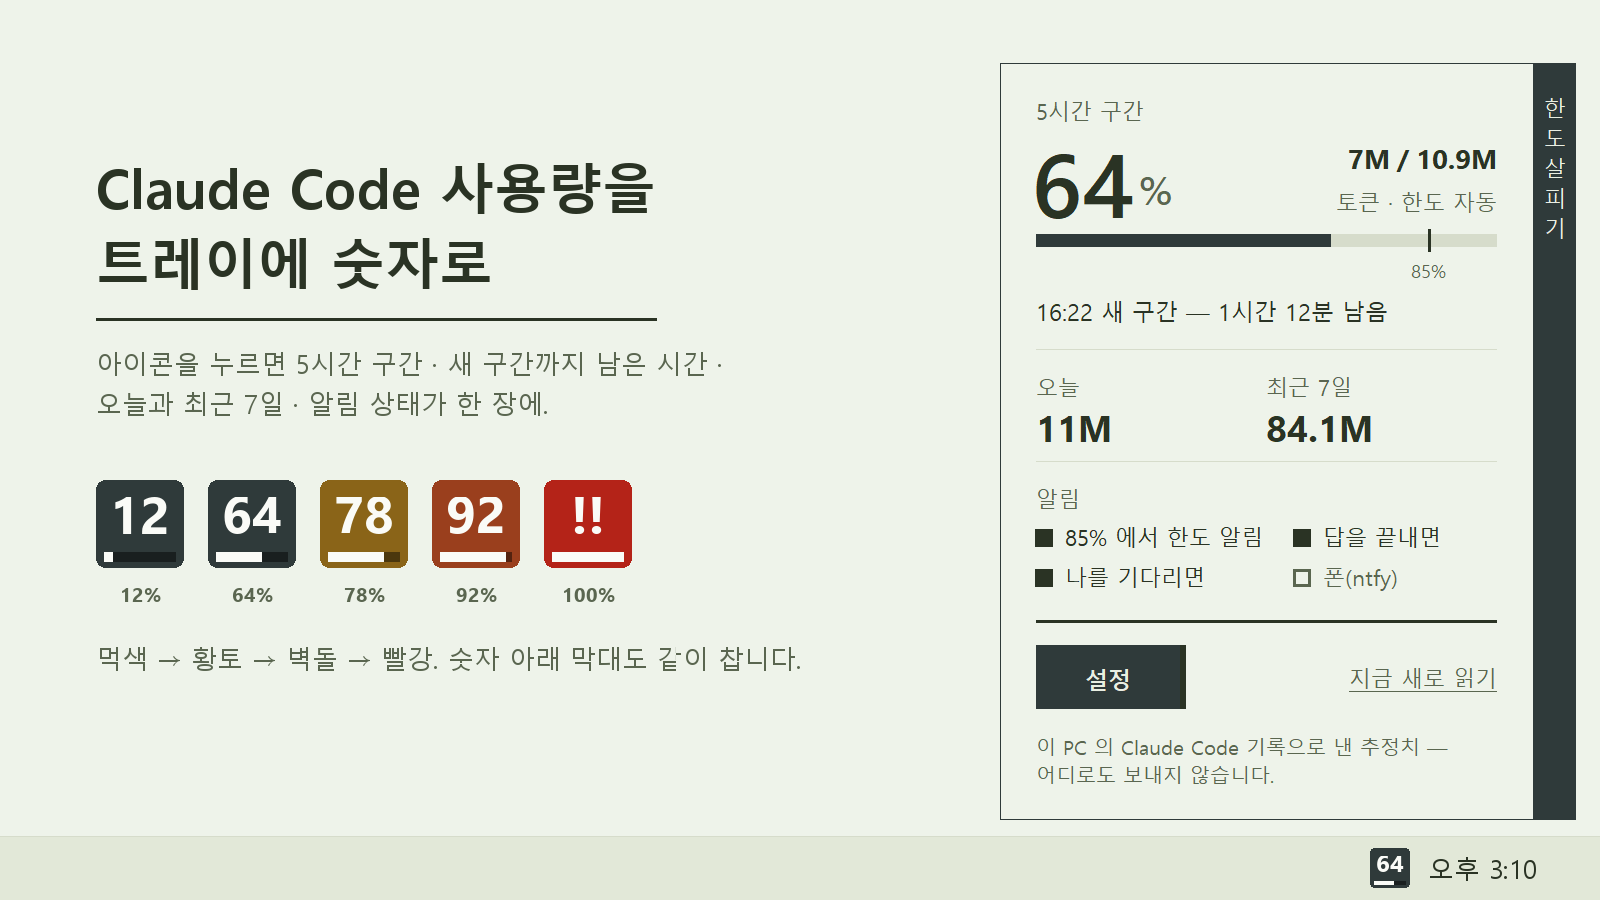 Claude Code 사용량을
트레이에 숫자로
아이콘을 누르면 5시간 구간 · 새 구간까지 남은 시간 ·
오늘과 최근 7일 · 알림 상태가 한 장에.
12 64 78 92 !!
12% 64% 78% 92% 100%
먹색 → 황토 → 벽돌 → 빨강. 숫자 아래 막대도 같이 찹니다.
5시간 구간
64%
7M / 10.9M
토큰 · 한도 자동
85%
16:22 새 구간 — 1시간 12분 남음
오늘 최근 7일
11M 84.1M
알림
85% 에서 한도 알림 답을 끝내면
나를 기다리면 폰(ntfy)
설정 지금 새로 읽기
이 PC 의 Claude Code 기록으로 낸 추정치 —
어디로도 보내지 않습니다.
한도살피기
64 오후 3:10